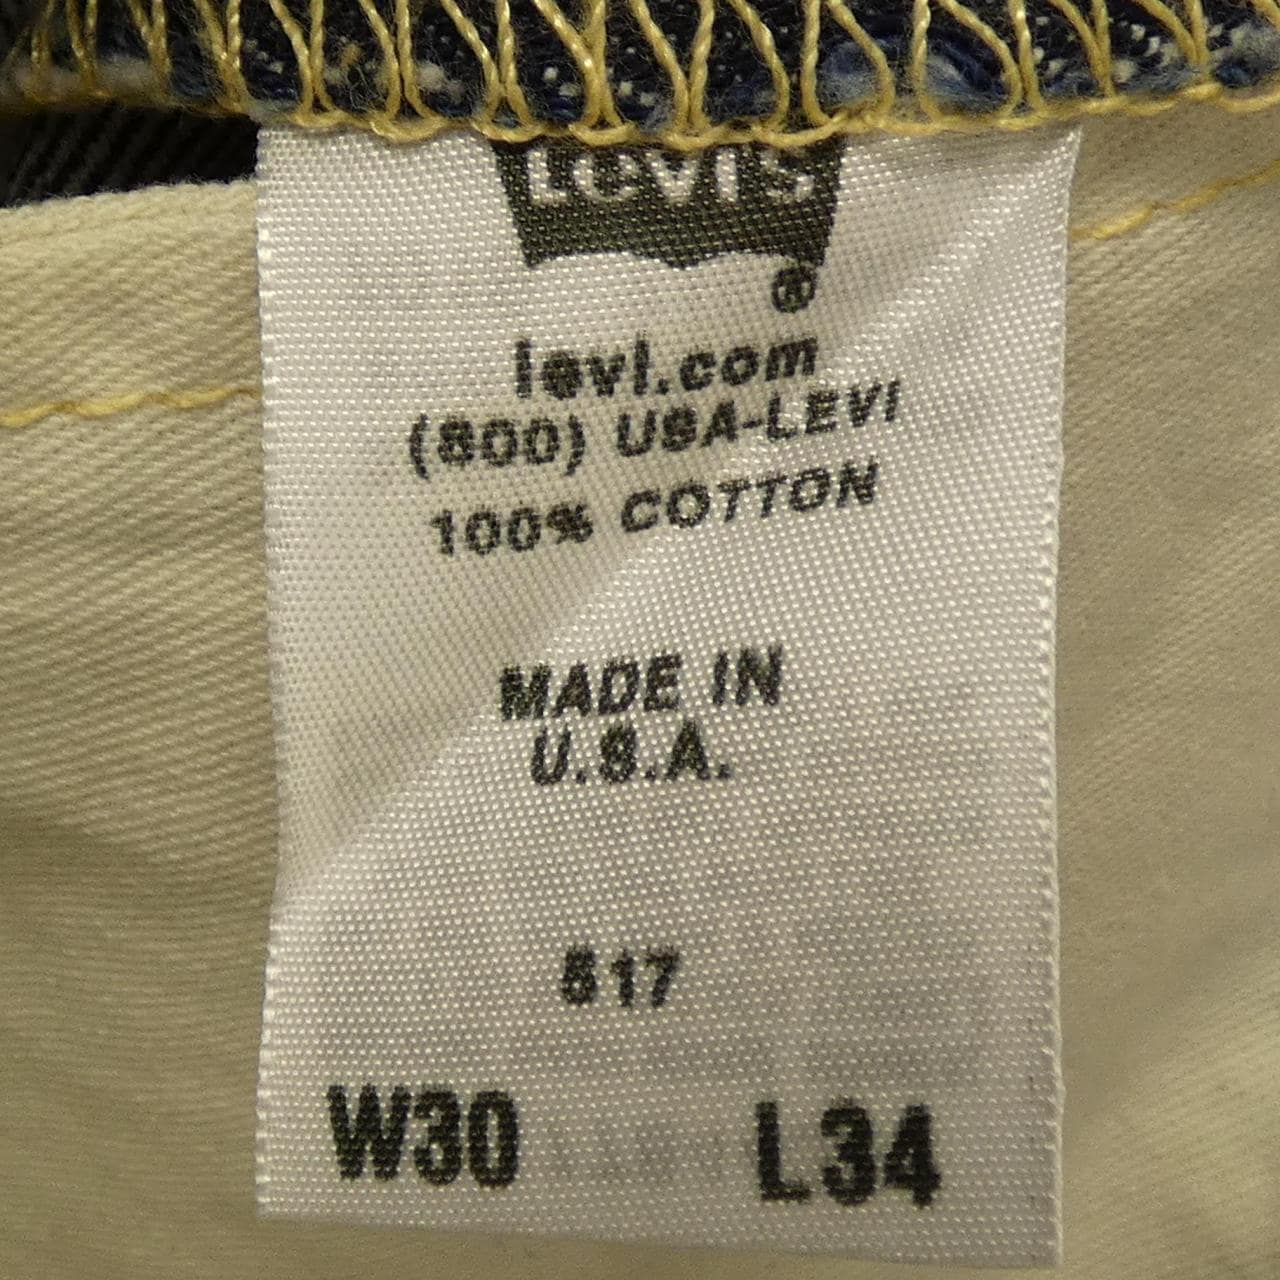 LEVI'S
®
levi.com
(800) USA-LEVI
100% COTTON
MADE IN
U.S.A.
517
W30 L34